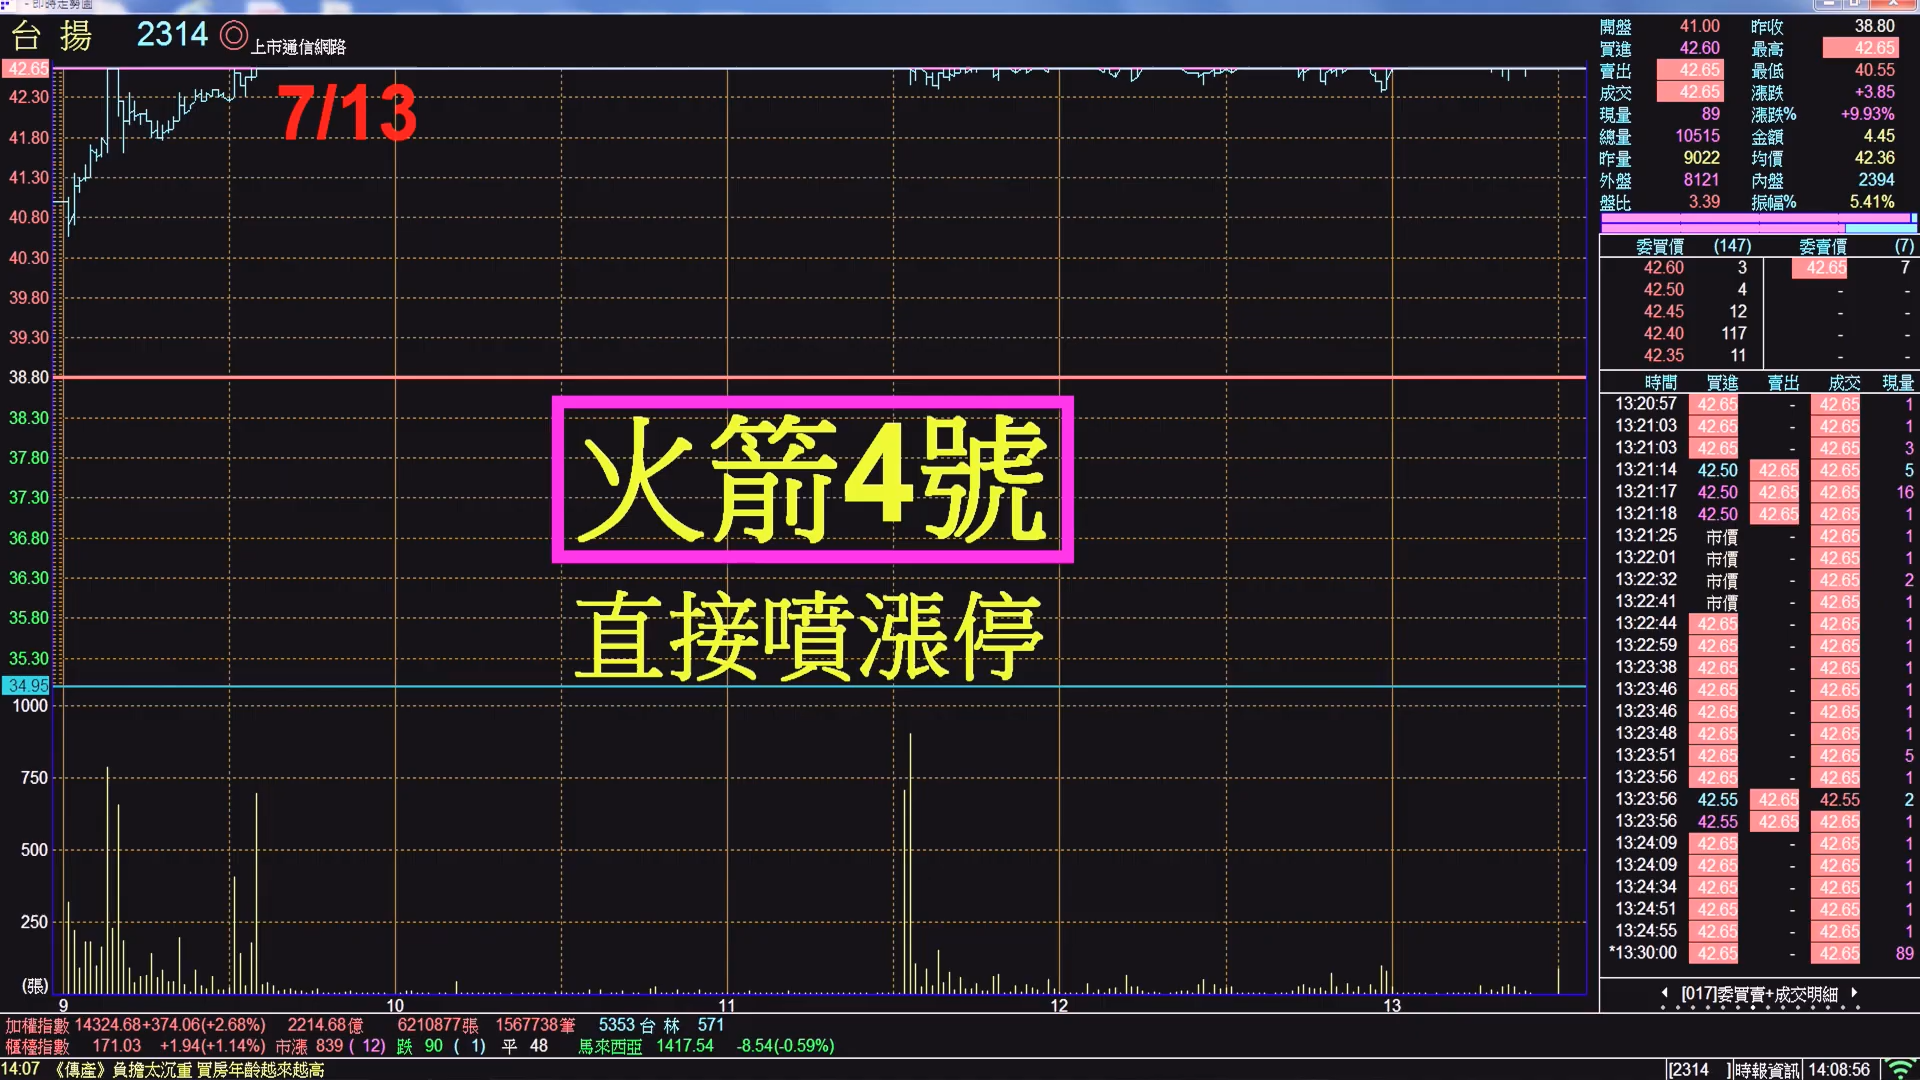 - 即時走勢圖
台 揚 2314 ◎ 上市通信網路
7/13
火箭4號
直接噴漲停
42.65
42.30
41.80
41.30
40.80
40.30
39.80
39.30
38.80
38.30
37.80
37.30
36.80
36.30
35.80
35.30
34.95
1000
750
500
250
(張)
9 10 11 12 13
開盤 41.00 昨收 38.80
買進 42.60 最高 42.65
賣出 42.65 最低 40.55
成交 42.65 漲跌 +3.85
現量 89 漲跌% +9.93%
總量 10515 金額 4.45
昨量 9022 均價 42.36
外盤 8121 內盤 2394
盤比 3.39 振幅% 5.41%
委買價 (147) 委賣價 (7)
42.60 3 42.65 7
42.50 4 - -
42.45 12 - -
42.40 117 - -
42.35 11 - -
時間 買進 賣出 成交 現量
13:20:57 42.65 - 42.65 1
13:21:03 42.65 - 42.65 1
13:21:03 42.65 - 42.65 3
13:21:14 42.50 42.65 42.65 5
13:21:17 42.50 42.65 42.65 16
13:21:18 42.50 42.65 42.65 1
13:21:25 市價 - 42.65 1
13:22:01 市價 - 42.65 1
13:22:32 市價 - 42.65 2
13:22:41 市價 - 42.65 1
13:22:44 42.65 - 42.65 1
13:22:59 42.65 - 42.65 1
13:23:38 42.65 - 42.65 1
13:23:46 42.65 - 42.65 1
13:23:46 42.65 - 42.65 1
13:23:48 42.65 - 42.65 1
13:23:51 42.65 - 42.65 5
13:23:56 42.65 - 42.65 1
13:23:56 42.55 42.65 42.55 2
13:23:56 42.55 42.65 42.65 1
13:24:09 42.65 - 42.65 1
13:24:09 42.65 - 42.65 1
13:24:34 42.65 - 42.65 1
13:24:51 42.65 - 42.65 1
13:24:55 42.65 - 42.65 1
*13:30:00 42.65 - 42.65 89
[017]委買賣+成交明細
加權指數 14324.68+374.06(+2.68%) 2214.68億 6210877張 1567738筆 5353 台 林 571
櫃檯指數 171.03 +1.94(+1.14%) 市漲 839 ( 12) 跌 90 ( 1) 平 48 馬來西亞 1417.54 -8.54(-0.59%)
14:07 《傳產》負擔太沉重 買房年齡越來越高
[2314 ] 時報資訊 14:08:56